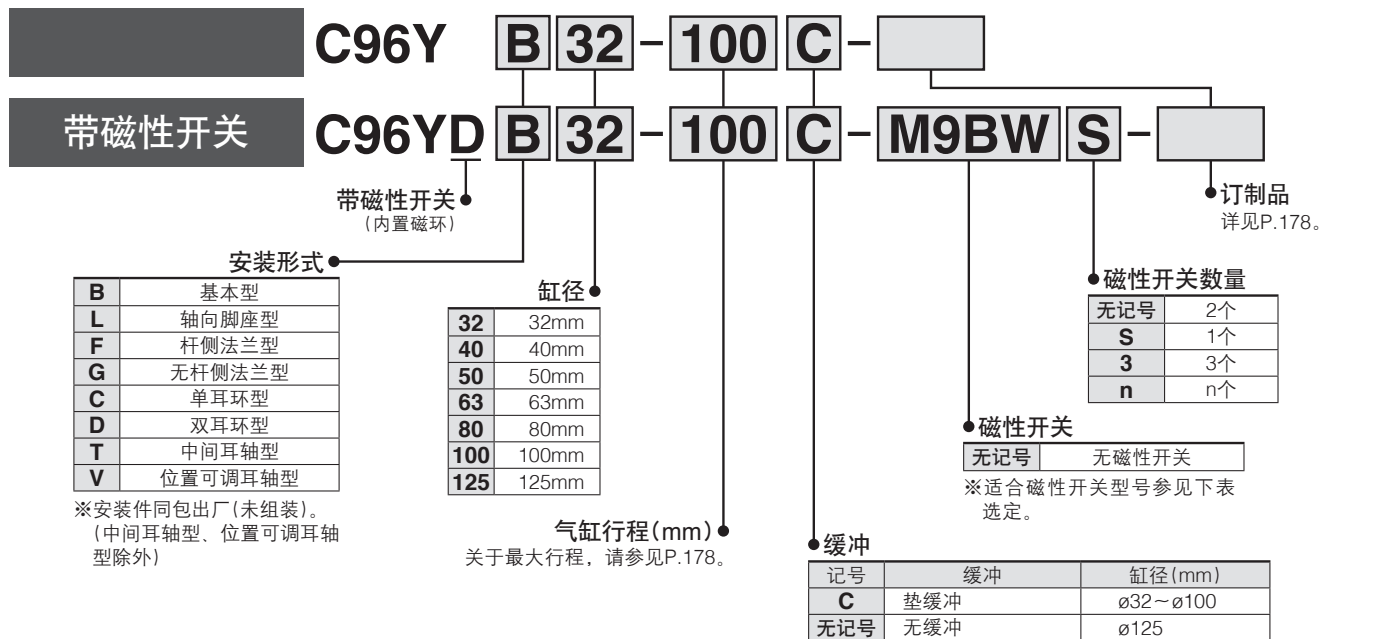 C96Y B 32-100 C-
带磁性开关 C96YD B 32-100 C-M9BW S-
带磁性开关
(内置磁环)
订制品
详见P.178。
安装形式
B 基本型
L 轴向脚座型
F 杆侧法兰型
G 无杆侧法兰型
C 单耳环型
D 双耳环型
T 中间耳轴型
V 位置可调耳轴型
※安装件同包出厂(未组装)。
(中间耳轴型、位置可调耳轴
型除外)
缸径
32 32mm
40 40mm
50 50mm
63 63mm
80 80mm
100 100mm
125 125mm
气缸行程(mm)
关于最大行程，请参见P.178。
磁性开关数量
无记号 2个
S 1个
3 3个
n n个
磁性开关
无记号 无磁性开关
※适合磁性开关型号参见下表
选定。
缓冲
记号 缓冲 缸径(mm)
C 垫缓冲 ø32～ø100
无记号 无缓冲 ø125